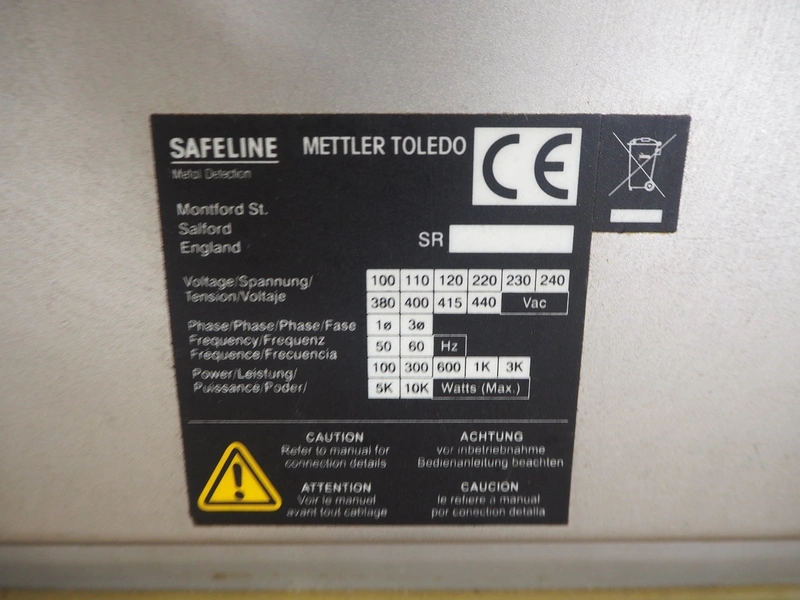 SAFELINE METTLER TOLEDO CE
Metal Detection
Montford St.
Salford
England
SR
Voltage/Spannung/ 100 110 120 220 230 240
Tension/Voltaje 380 400 415 440 Vac
Phase/Phase/Phase/Fase 1ø 3ø
Frequency/Frequenz 50 60 Hz
Frequence/Frecuencia
Power/Leistung/ 100 300 600 1K 3K
Puissance/Poder/ 5K 10K Watts (Max.)
CAUTION
Refer to manual for
connection details
ACHTUNG
vor inbetriebnahme
Bedienanleitung beachten
ATTENTION
Voir le manuel
avant tout cablage
CAUCIÓN
le refiere a manual
por conection detalla